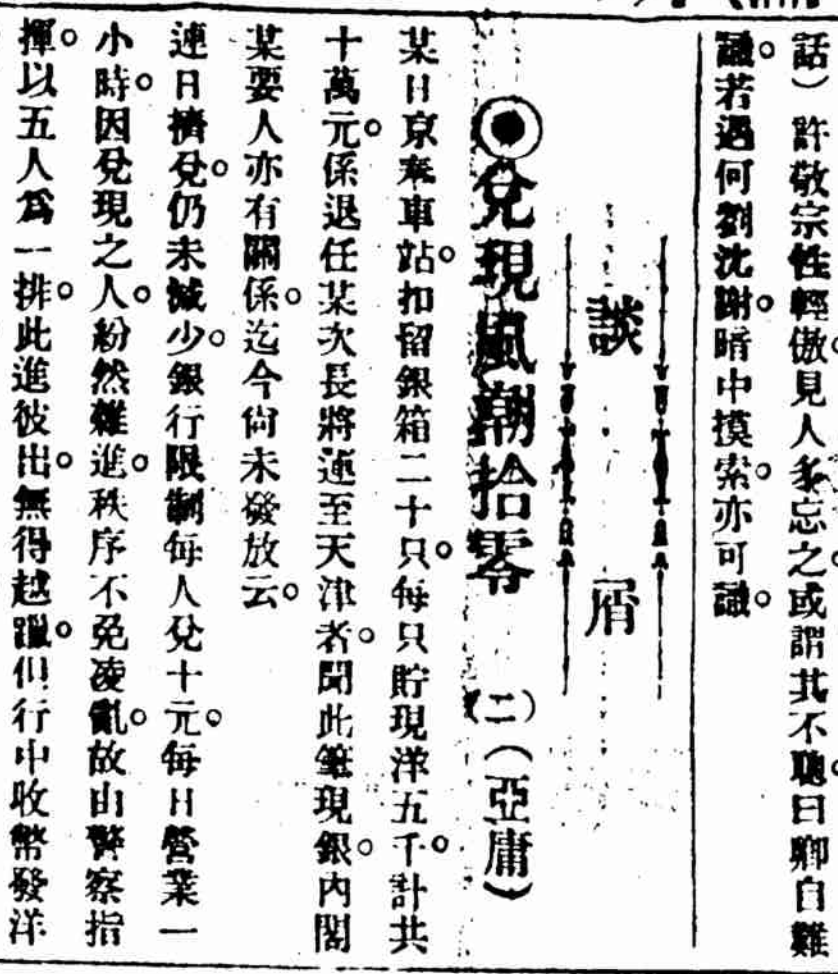 話）許敬宗性輕傲。見人多忘之。或謂其不聰。曰卿自難
識。若遇何劉沈謝。暗中摸索。亦可識。
談屑
◉兌現風潮拾零（二）（亞庸）
某日京奉車站。扣留銀箱二十只。每只貯現洋五千。計共
十萬元。係退任某次長將運至天津者。聞此筆現銀。內閣
某要人亦有關係。迄今尙未發放云。
連日擠兌。仍未減少。銀行限制每人兌十元。每日營業一
小時。因兌現之人。紛然雜進。秩序不免凌亂。故由警察指
揮。以五人爲一排。此進彼出。無得越躐。但行中收幣發洋